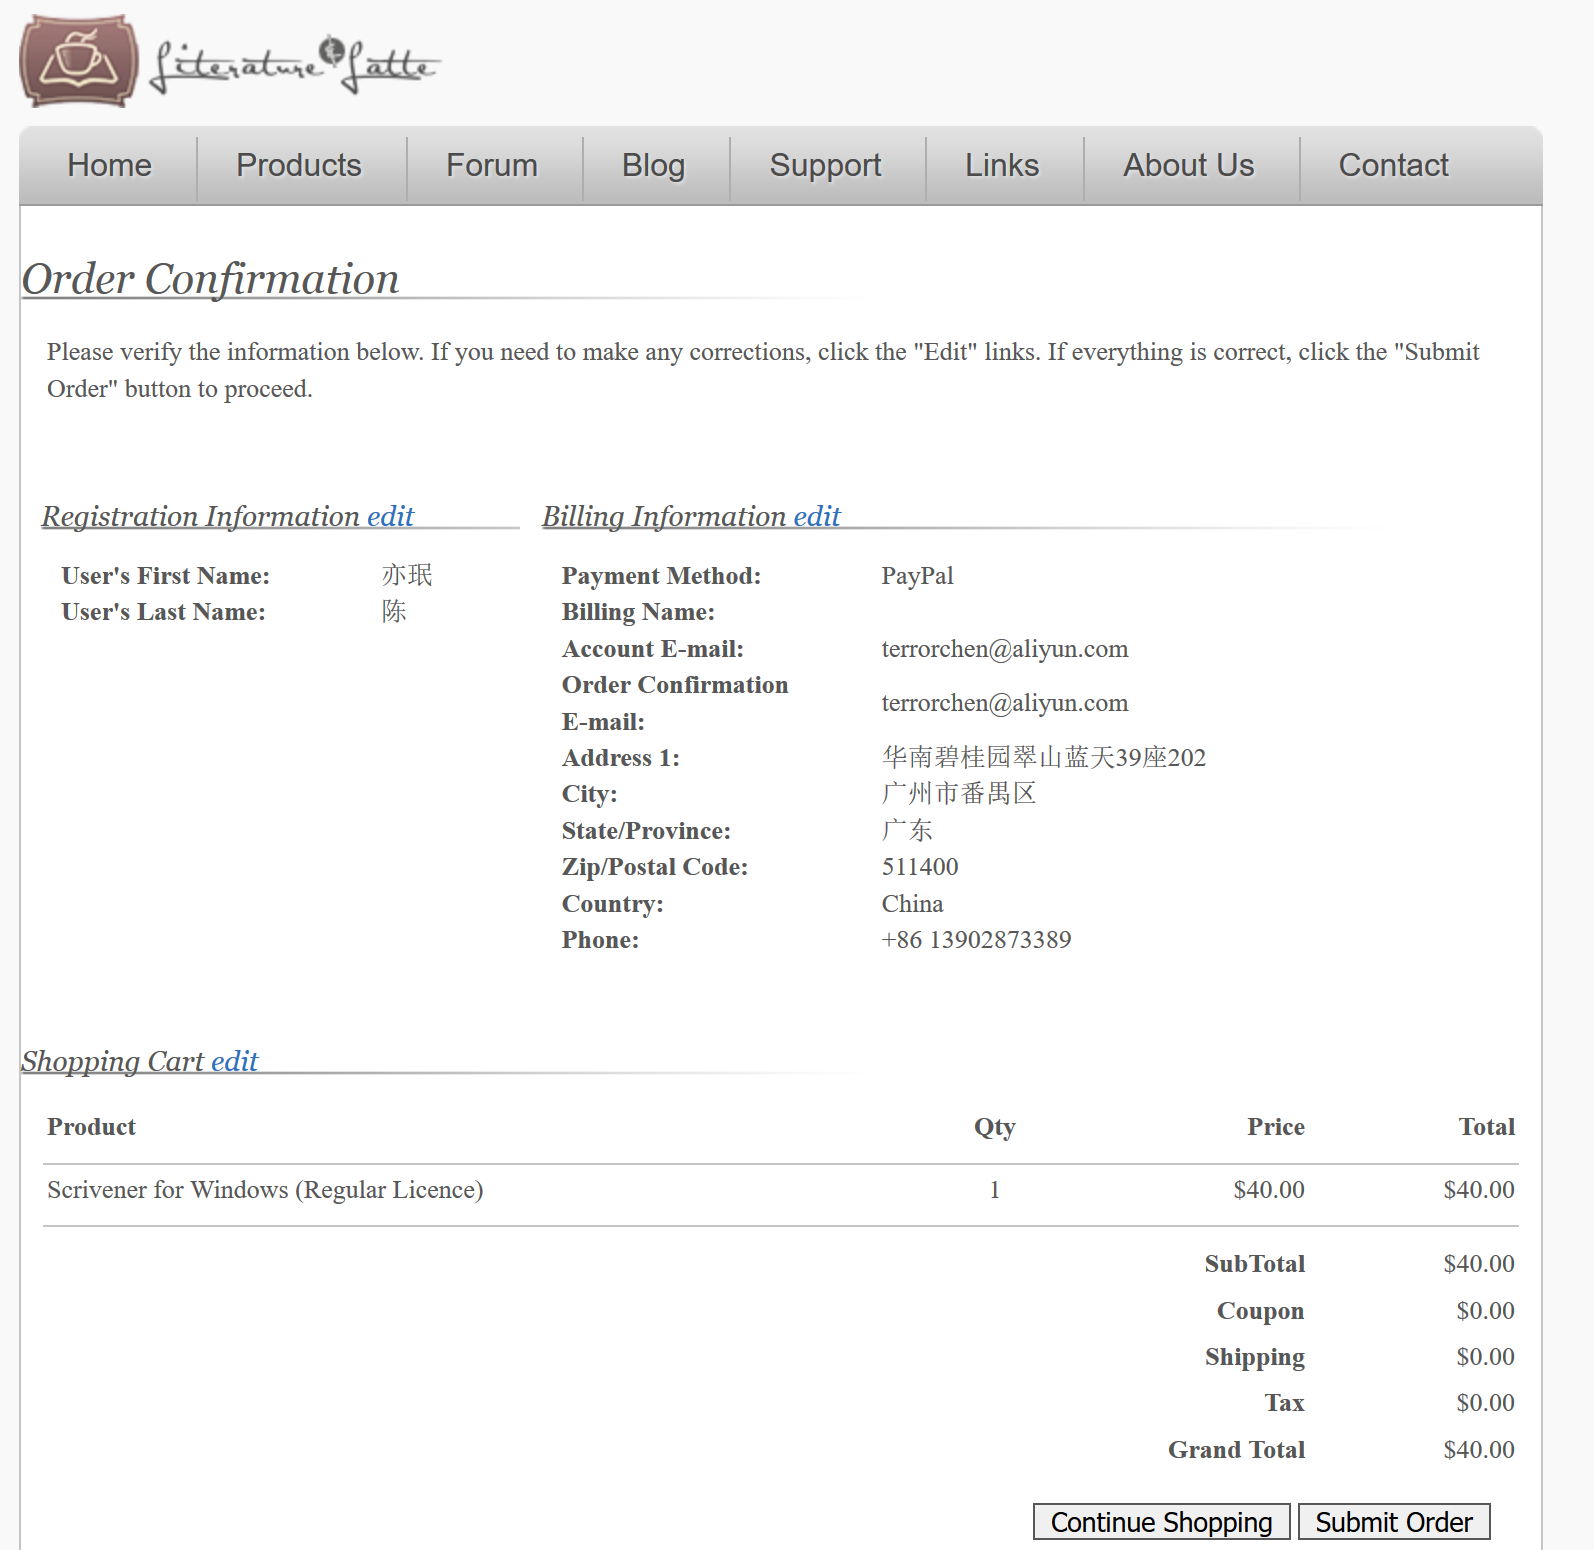 Literature & Latte
Home Products Forum Blog Support Links About Us Contact
Order Confirmation
Please verify the information below. If you need to make any corrections, click the "Edit" links. If everything is correct, click the "Submit
Order" button to proceed.
Registration Information edit
User's First Name: 亦珉
User's Last Name: 陈
Billing Information edit
Payment Method: PayPal
Billing Name:
Account E-mail: terrorchen@aliyun.com
Order Confirmation
E-mail: terrorchen@aliyun.com
Address 1: 华南碧桂园翠山蓝天39座202
City: 广州市番禺区
State/Province: 广东
Zip/Postal Code: 511400
Country: China
Phone: +86 13902873389
Shopping Cart edit
Product Qty Price Total
Scrivener for Windows (Regular Licence) 1 $40.00 $40.00
SubTotal $40.00
Coupon $0.00
Shipping $0.00
Tax $0.00
Grand Total $40.00
Continue Shopping Submit Order